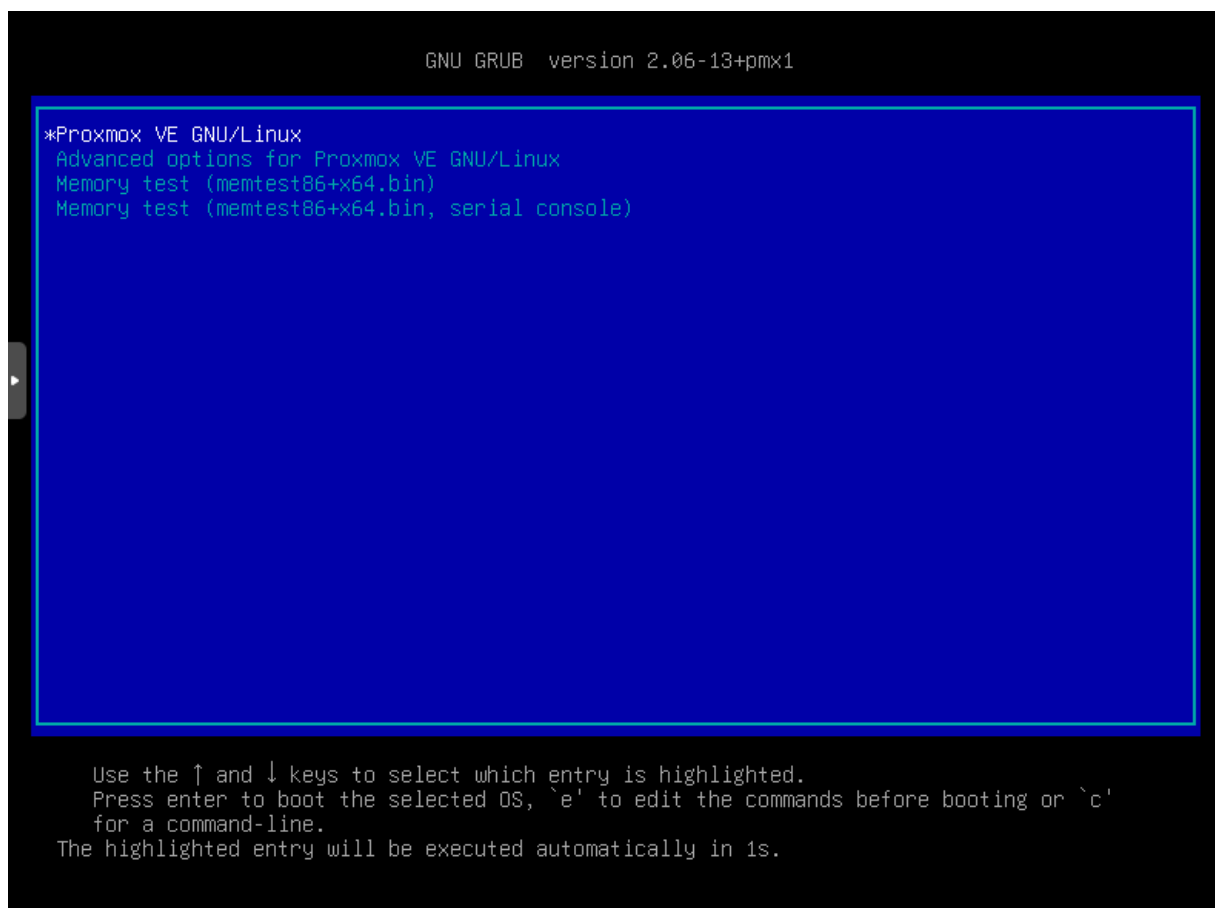 GNU GRUB  version 2.06-13+pmx1
*Proxmox VE GNU/Linux
Advanced options for Proxmox VE GNU/Linux
Memory test (memtest86+x64.bin)
Memory test (memtest86+x64.bin, serial console)
Use the ↑ and ↓ keys to select which entry is highlighted.
Press enter to boot the selected OS, `e' to edit the commands before booting or `c'
for a command-line.
The highlighted entry will be executed automatically in 1s.